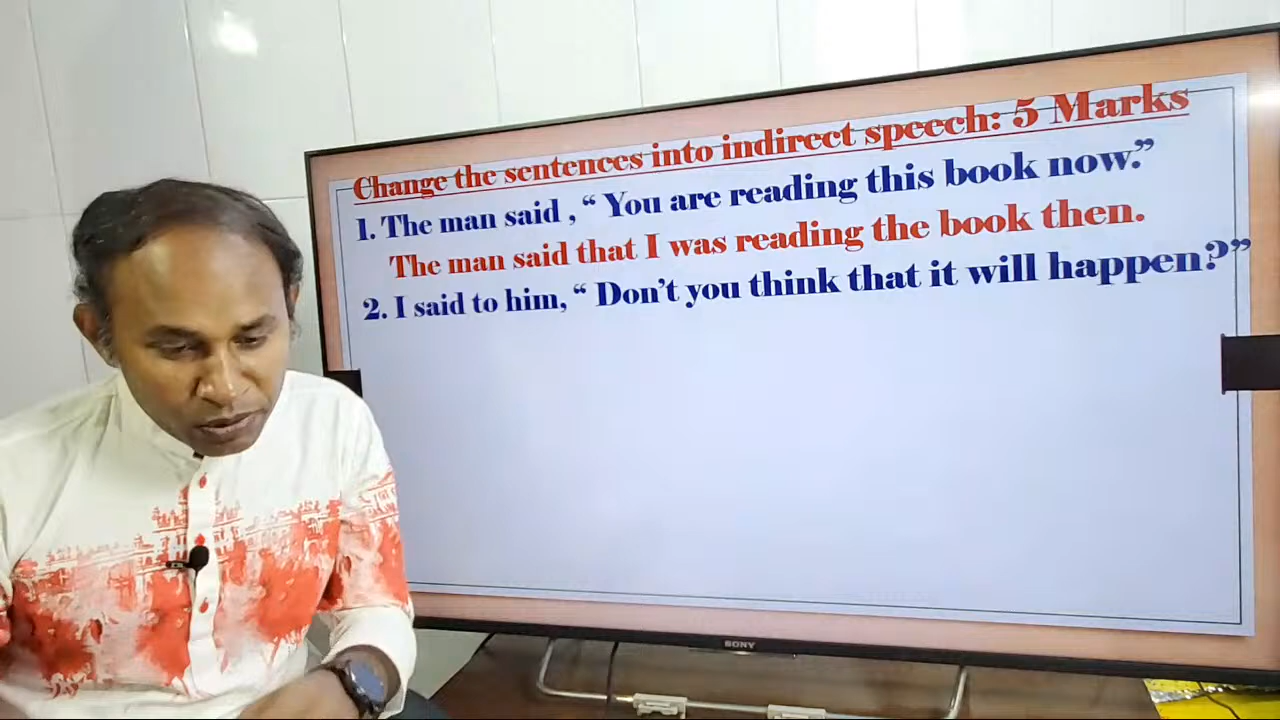 Change the sentences into indirect speech: 5 Marks
1. The man said , “ You are reading this book now.”
The man said that I was reading the book then.
2. I said to him, “ Don’t you think that it will happen?”
SONY